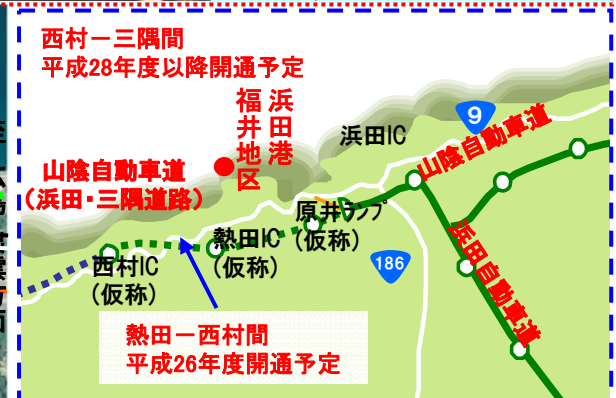 西村－三隅間
平成28年度以降開通予定
浜田港
福井地区
浜田IC
9
山陰自動車道
山陰自動車道
（浜田・三隅道路）
原井ランプ
（仮称）
熱田IC
（仮称）
西村IC
（仮称）
186
浜田自動車道
熱田－西村間
平成26年度開通予定